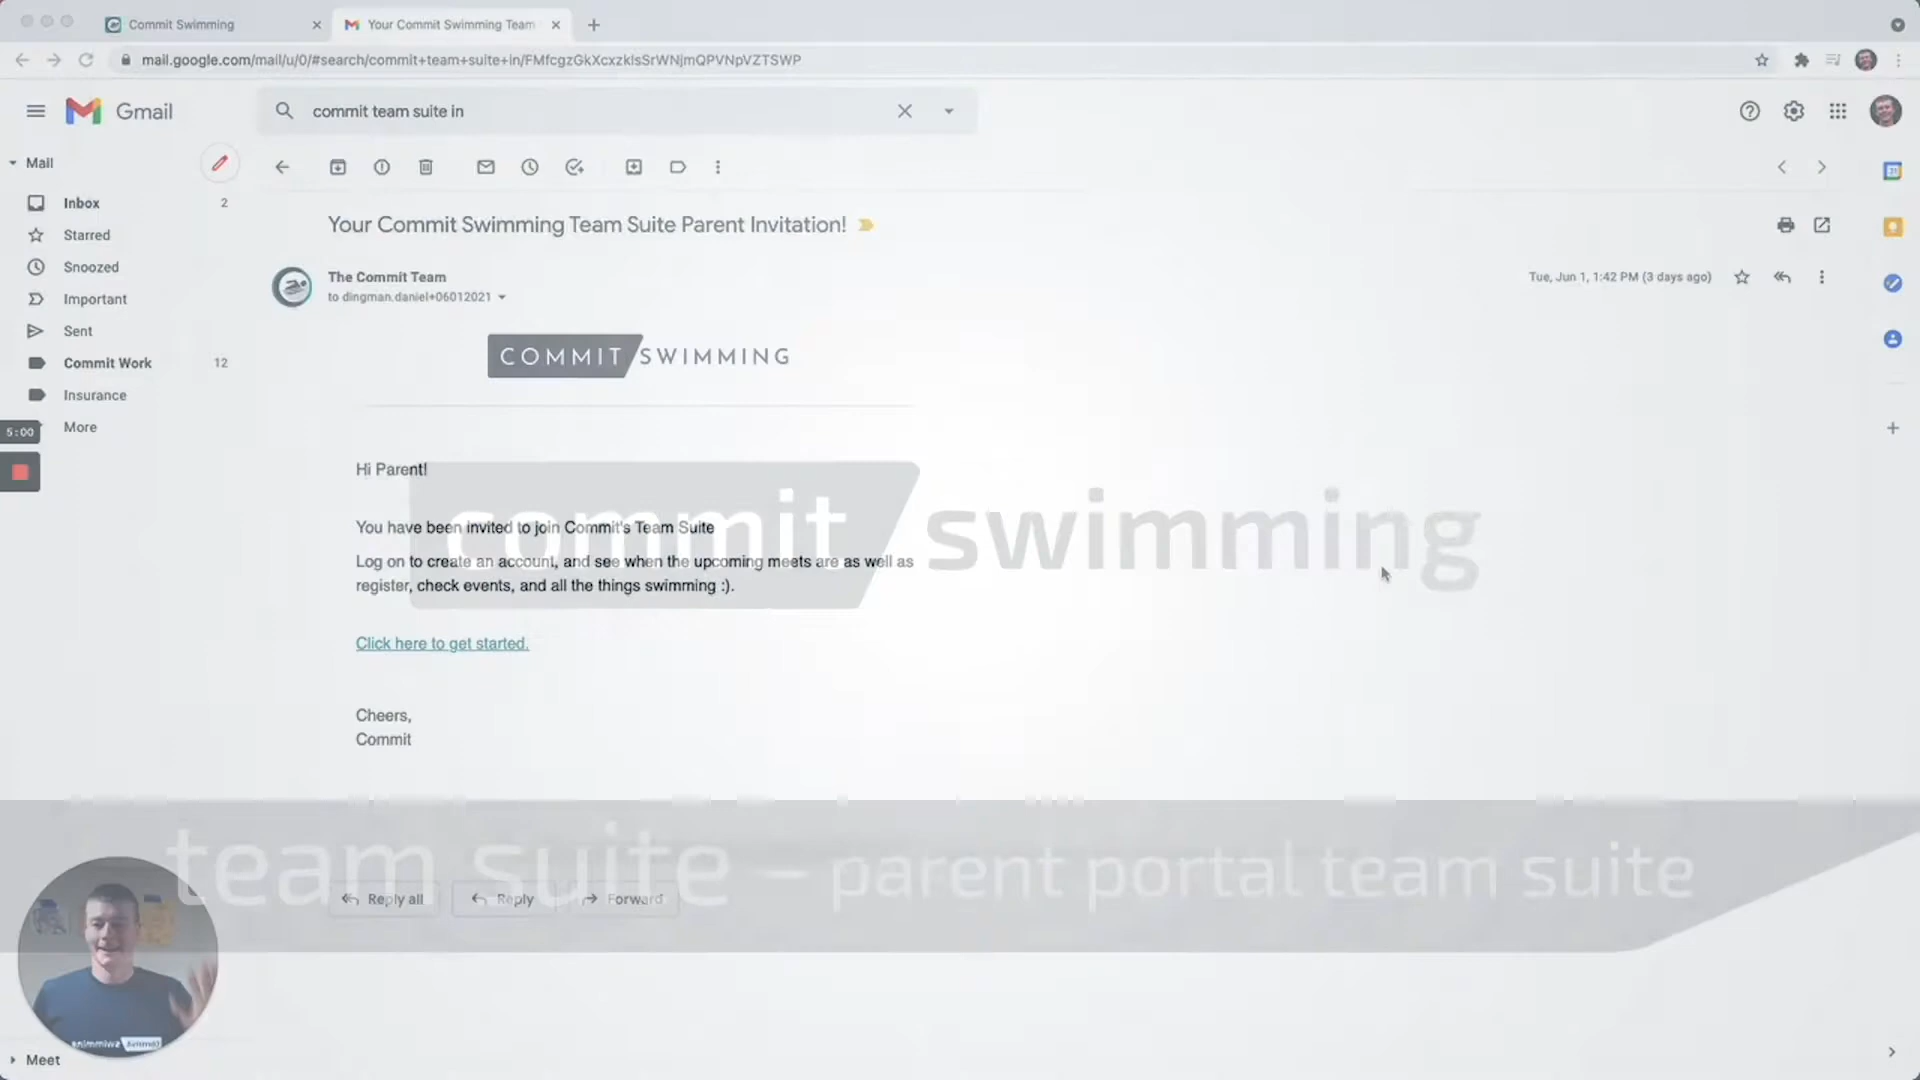 Commit Swimming
Your Commit Swimming Team
mail.google.com/mail/u/0/#search/commit+team+suite+in/FMfcgzGkXcxzklsSrWNjmQPVNpVZTSWP
Gmail
commit team suite in
Mail
Inbox 2
Starred
Snoozed
Important
Sent
Commit Work 12
Insurance
More
5:00
Your Commit Swimming Team Suite Parent Invitation!
The Commit Team
Tue, Jun 1, 1:42 PM (3 days ago)
to dingman.daniel+06012021
COMMIT SWIMMING
Hi Parent!
commit swimming
You have been invited to join Commit's Team Suite
Log on to create an account, and see when the upcoming meets are as well as
register, check events, and all the things swimming :).
Click here to get started.
Cheers,
Commit
team suite – parent portal team suite
Reply all Reply Forward
Meet